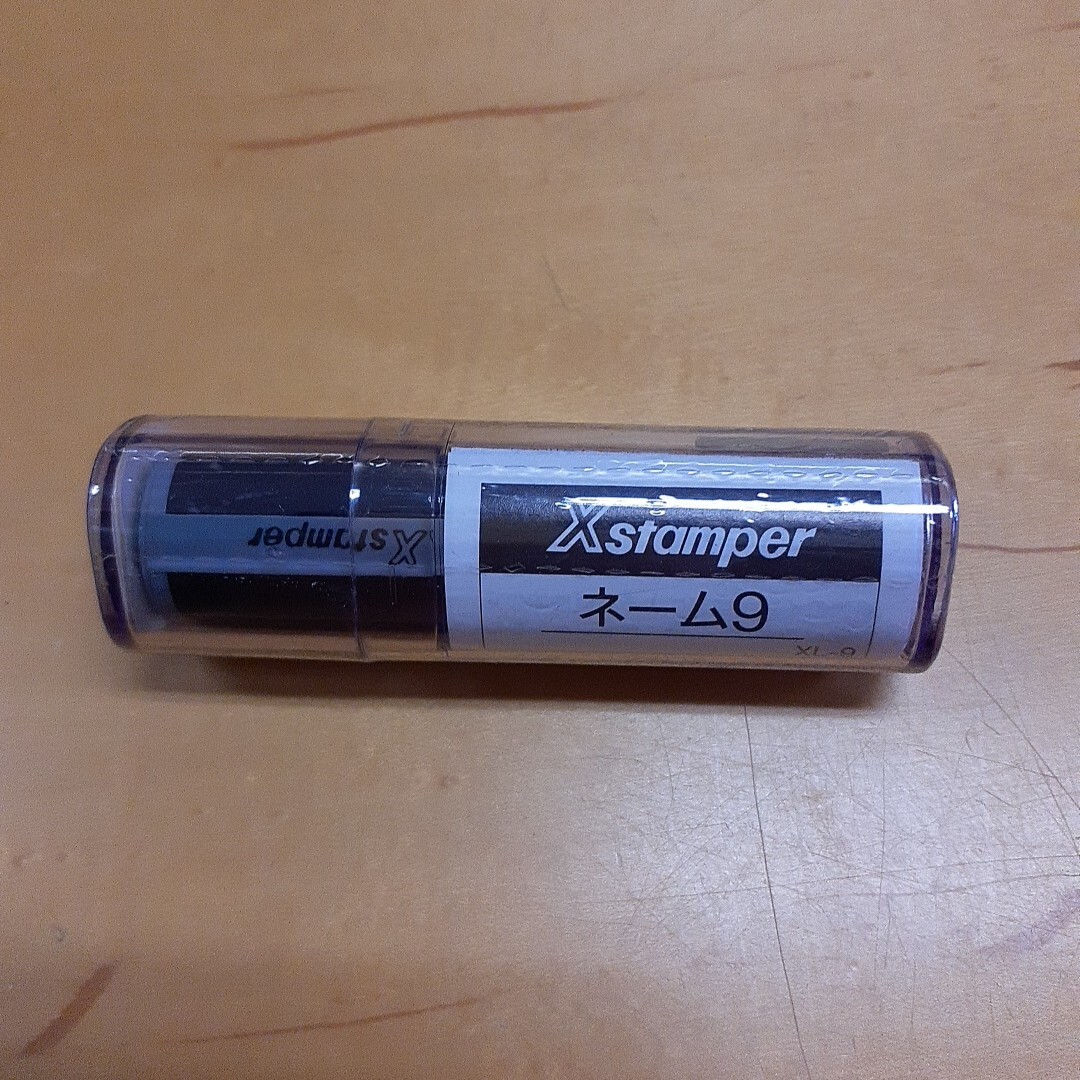 Xstamper
Xstamper
ネーム9
XL-9